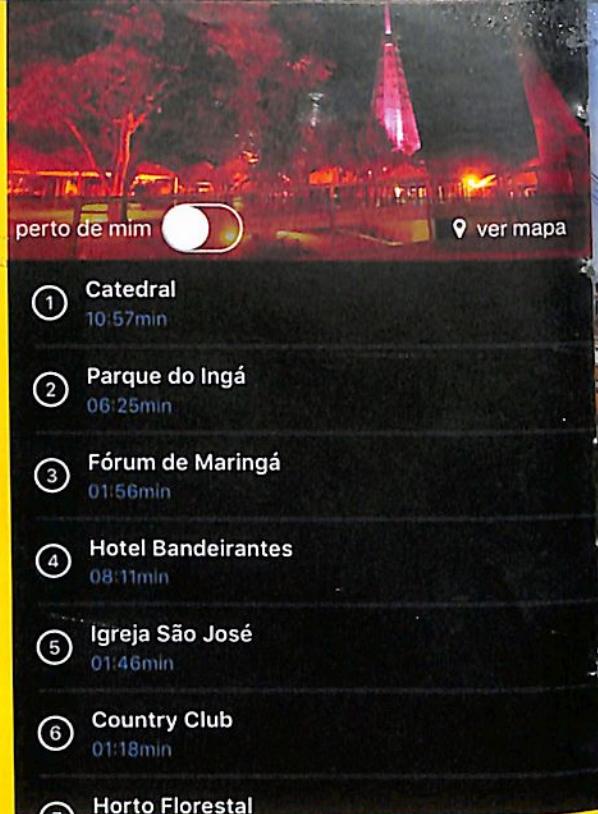 perto de mim
ver mapa
1
Catedral
10:57min
2
Parque do Ingá
06:25min
3
Fórum de Maringá
01:56min
4
Hotel Bandeirantes
08:11min
5
Igreja São José
01:46min
6
Country Club
01:18min
Horto Florestal